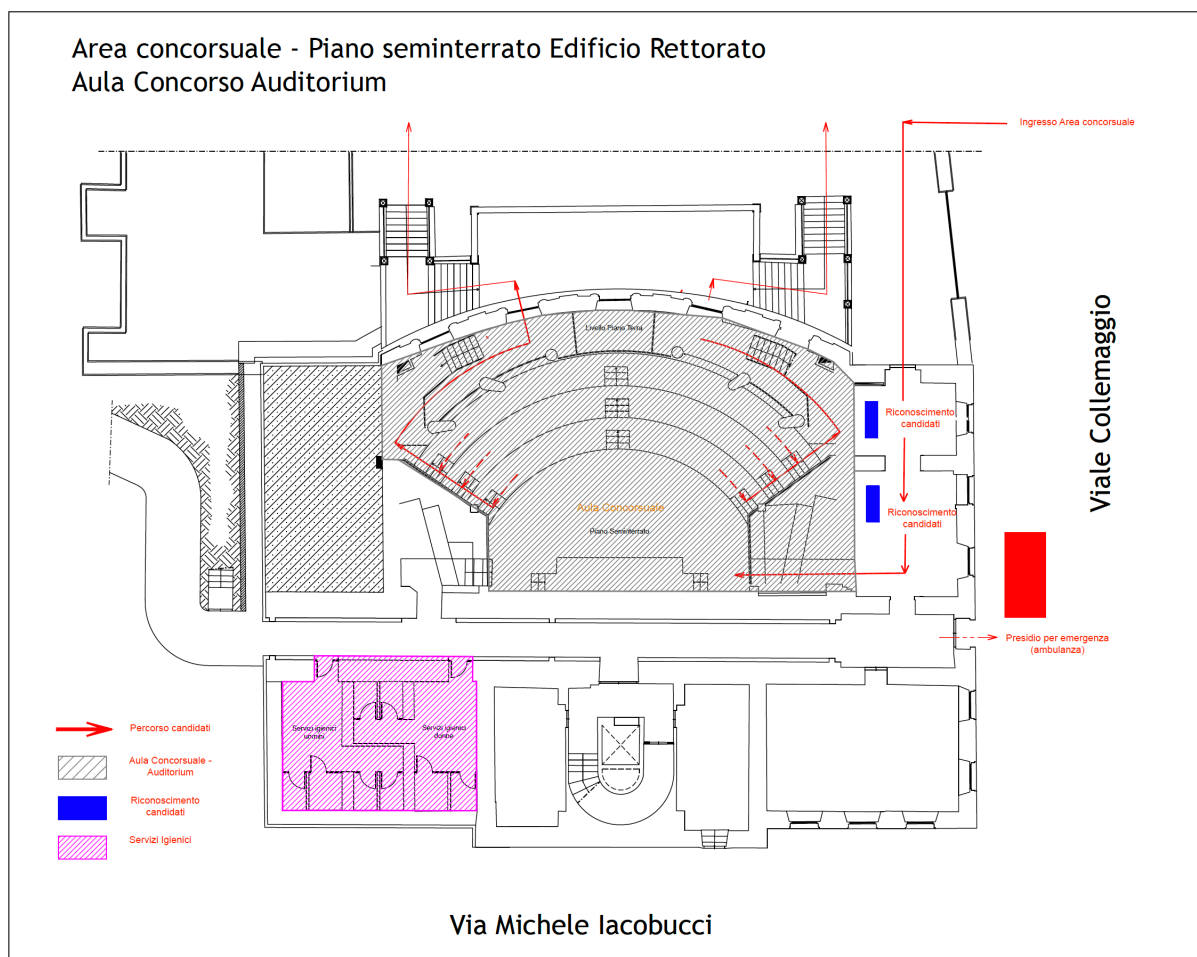 Area concorsuale - Piano seminterrato Edificio Rettorato
Aula Concorso Auditorium
Ingresso Area concorsuale
Livello Piano Terra
Riconoscimento
candidati
Riconoscimento
candidati
Viale Collemaggio
Aula Concorsuale
Piano Seminterrato
Presidio per emergenza
(ambulanza)
Servizi igienici
uomini
Servizi igienici
donne
Percorso candidati
Aula Concorsuale -
Auditorium
Riconoscimento
candidati
Servizi Igienici
Via Michele Iacobucci